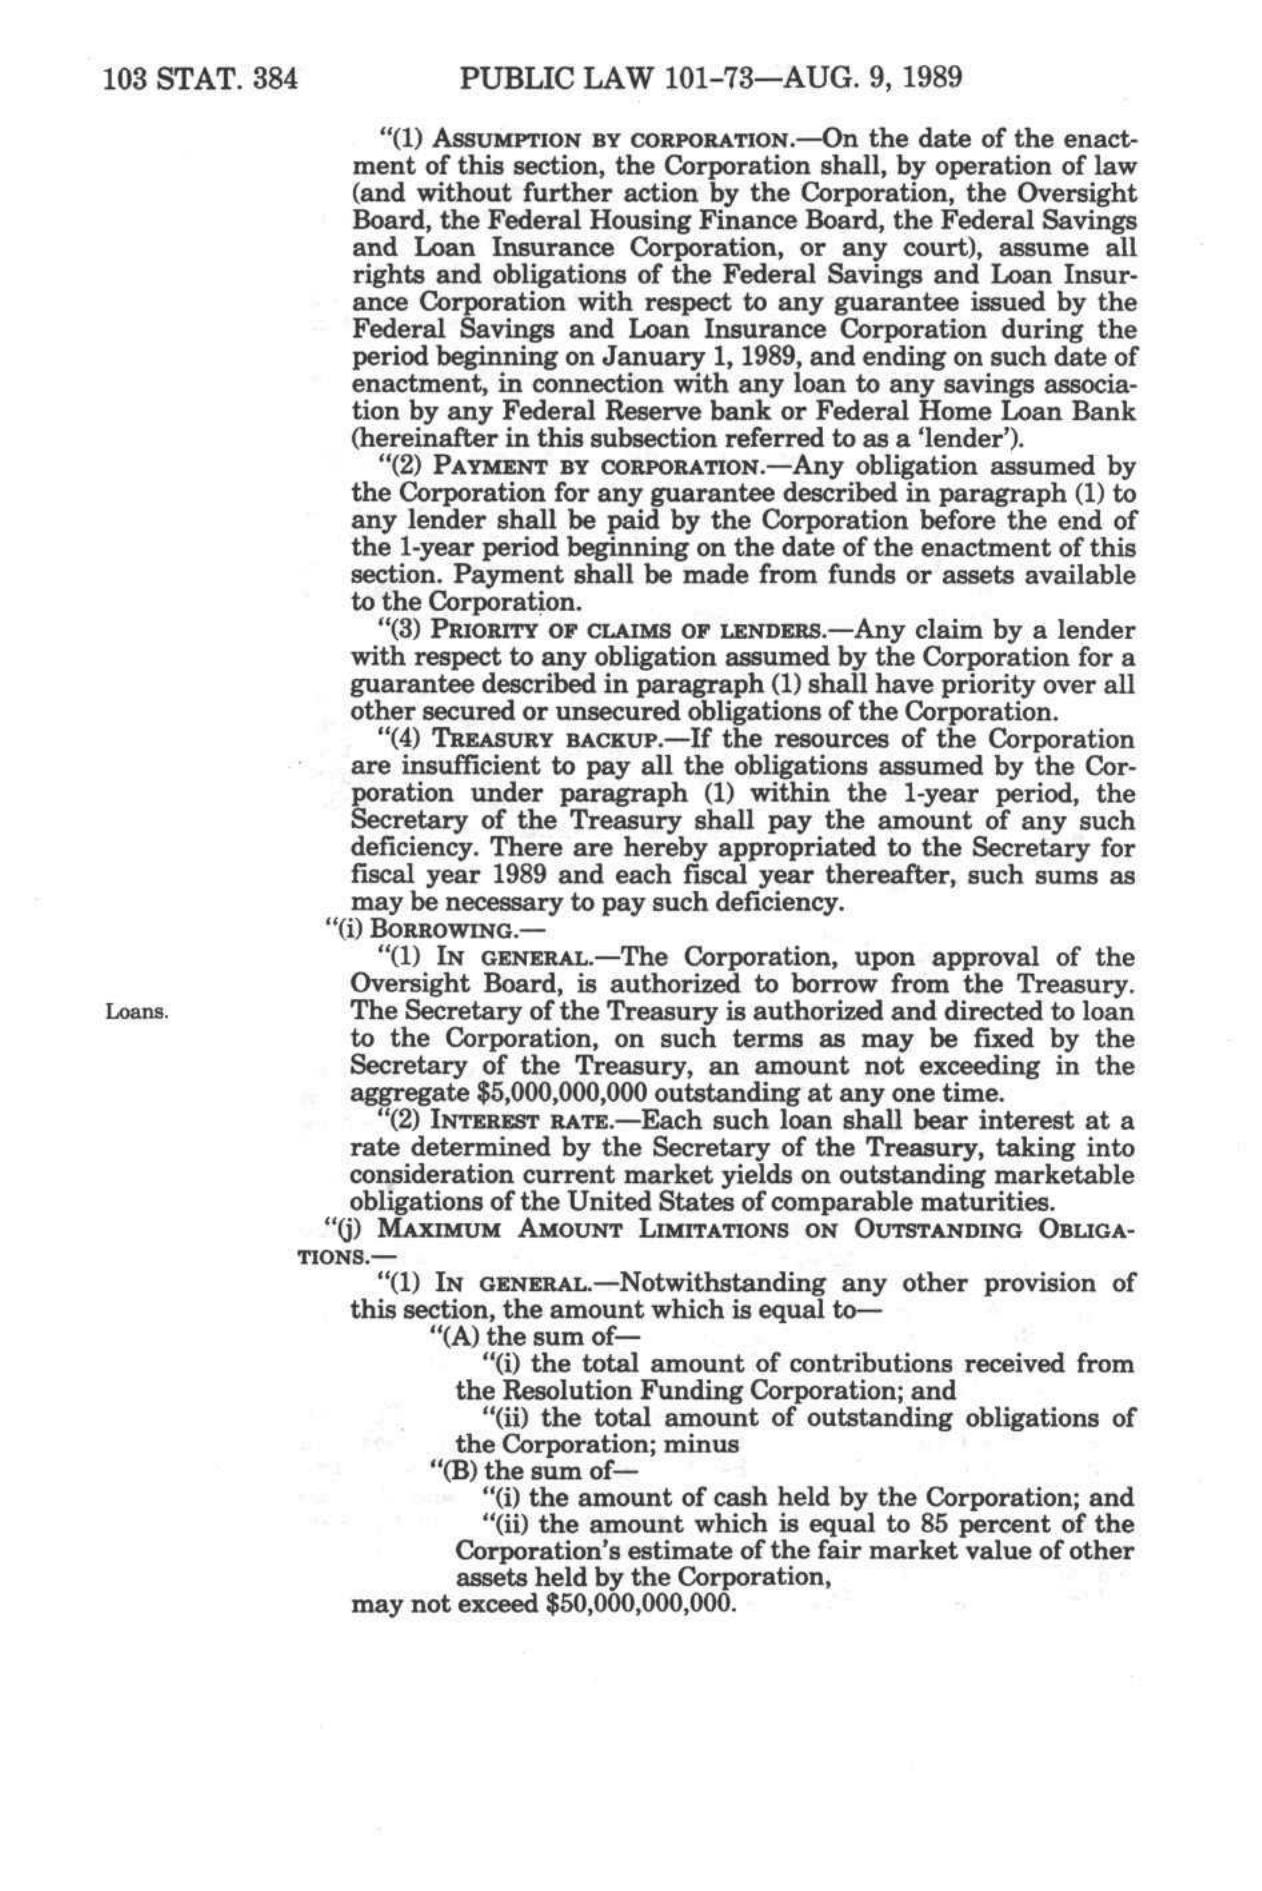 103 STAT. 384 PUBLIC LAW 101-73—AUG. 9, 1989
"(1) ASSUMPTION BY CORPORATION.—On the date of the enact-
ment of this section, the Corporation shall, by operation of law
(and without further action by the Corporation, the Oversight
Board, the Federal Housing Finance Board, the Federal Savings
and Loan Insurance Corporation, or any court), assume all
rights and obligations of the Federal Savings and Loan Insur-
ance Corporation with respect to any guarantee issued by the
Federal Savings and Loan Insurance Corporation during the
period beginning on January 1, 1989, and ending on such date of
enactment, in connection with any loan to any savings associa-
tion by any Federal Reserve bank or Federal Home Loan Bank
(hereinafter in this subsection referred to as a 'lender').
"(2) PAYMENT BY CORPORATION.—Any obligation assumed by
the Corporation for any guarantee described in paragraph (1) to
any lender shall be paid by the Corporation before the end of
the 1-year period beginning on the date of the enactment of this
section. Payment shall be made from funds or assets available
to the Corporation.
"(3) PRIORITY OF CLAIMS OF LENDERS.—Any claim by a lender
with respect to any obligation assumed by the Corporation for a
guarantee described in paragraph (1) shall have priority over all
other secured or unsecured obligations of the Corporation.
"(4) TREASURY BACKUP.—If the resources of the Corporation
are insufficient to pay all the obligations assumed by the Cor-
poration under paragraph (1) within the 1-year period, the
Secretary of the Treasury shall pay the amount of any such
deficiency. There are hereby appropriated to the Secretary for
fiscal year 1989 and each fiscal year thereafter, such sums as
may be necessary to pay such deficiency.
"(i) BORROWING.—
"(1) IN GENERAL.—The Corporation, upon approval of the
Oversight Board, is authorized to borrow from the Treasury.
Loans. The Secretary of the Treasury is authorized and directed to loan
to the Corporation, on such terms as may be fixed by the
Secretary of the Treasury, an amount not exceeding in the
aggregate $5,000,000,000 outstanding at any one time.
"(2) INTEREST RATE.—Each such loan shall bear interest at a
rate determined by the Secretary of the Treasury, taking into
consideration current market yields on outstanding marketable
obligations of the United States of comparable maturities.
"(j) MAXIMUM AMOUNT LIMITATIONS ON OUTSTANDING OBLIGA-
TIONS.—
"(1) IN GENERAL.—Notwithstanding any other provision of
this section, the amount which is equal to—
"(A) the sum of—
"(i) the total amount of contributions received from
the Resolution Funding Corporation; and
"(ii) the total amount of outstanding obligations of
the Corporation; minus
"(B) the sum of—
"(i) the amount of cash held by the Corporation; and
"(ii) the amount which is equal to 85 percent of the
Corporation's estimate of the fair market value of other
assets held by the Corporation,
may not exceed $50,000,000,000.